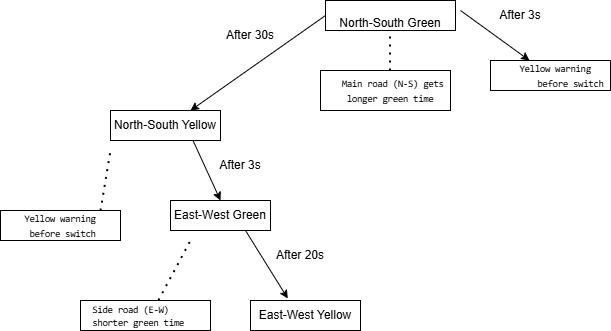 North-South Green
After 3s
After 30s
Yellow warning
before switch
Main road (N-S) gets
longer green time
North-South Yellow
After 3s
Yellow warning
before switch
East-West Green
After 20s
Side road (E-W)
shorter green time
East-West Yellow